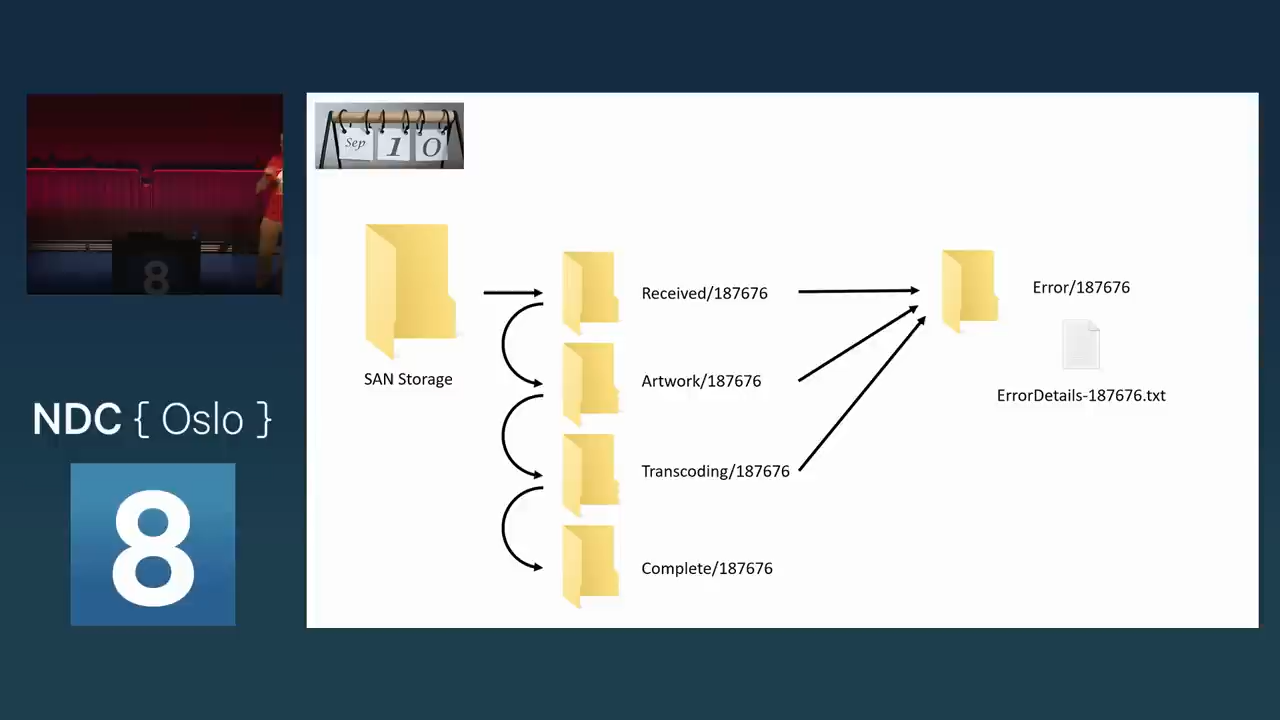 8
NDC { Oslo }
8
Sep 1 0
SAN Storage
Received/187676
Artwork/187676
Transcoding/187676
Complete/187676
Error/187676
ErrorDetails-187676.txt